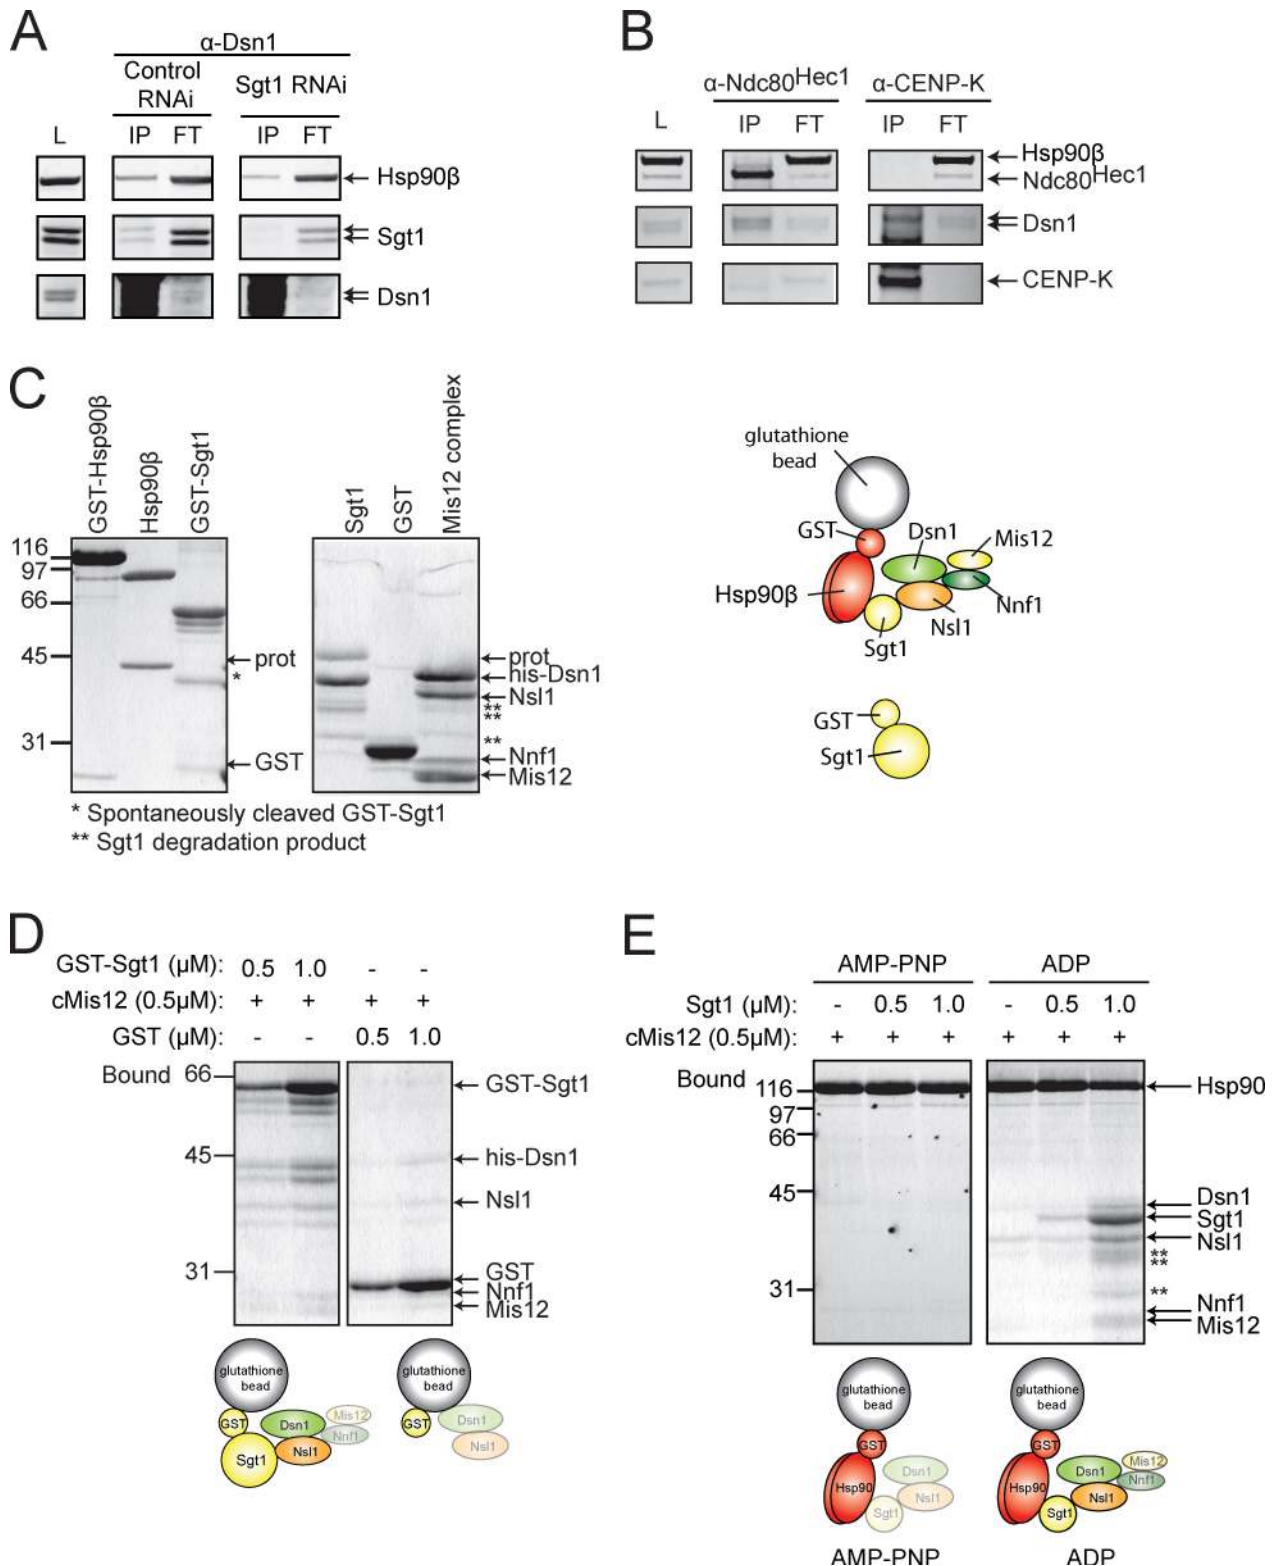 A
α-Dsn1
Control
RNAi
Sgt1 RNAi
L
IP
FT
IP
FT
Hsp90β
Sgt1
Dsn1
B
α-Ndc80Hec1
α-CENP-K
L
IP
FT
IP
FT
Hsp90β
Ndc80Hec1
Dsn1
CENP-K
C
GST-Hsp90β
Hsp90β
GST-Sgt1
Sgt1
GST
Mis12 complex
116
97
66
45
31
prot
*
GST
prot
his-Dsn1
Nsl1
**
**
**
Nnf1
Mis12
* Spontaneously cleaved GST-Sgt1
** Sgt1 degradation product
glutathione
bead
GST
Dsn1
Mis12
Hsp90β
Nnf1
Nsl1
Sgt1
GST
Sgt1
D
GST-Sgt1 (μM): 0.5 1.0 - -
cMis12 (0.5μM): + + + +
GST (μM): - - 0.5 1.0
Bound
66
45
31
GST-Sgt1
his-Dsn1
Nsl1
GST
Nnf1
Mis12
glutathione
bead
GST
Dsn1
Mis12
Nnf1
Nsl1
Sgt1
glutathione
bead
GST
Dsn1
Nsl1
E
AMP-PNP
ADP
Sgt1 (μM): - 0.5 1.0 - 0.5 1.0
cMis12 (0.5μM): + + + + + +
Bound
116
97
66
45
31
Hsp90
Dsn1
Sgt1
Nsl1
**
**
**
Nnf1
Mis12
glutathione
bead
GST
Dsn1
Hsp90
Nsl1
Sgt1
AMP-PNP
glutathione
bead
GST
Mis12
Dsn1
Nnf1
Hsp90
Nsl1
Sgt1
ADP